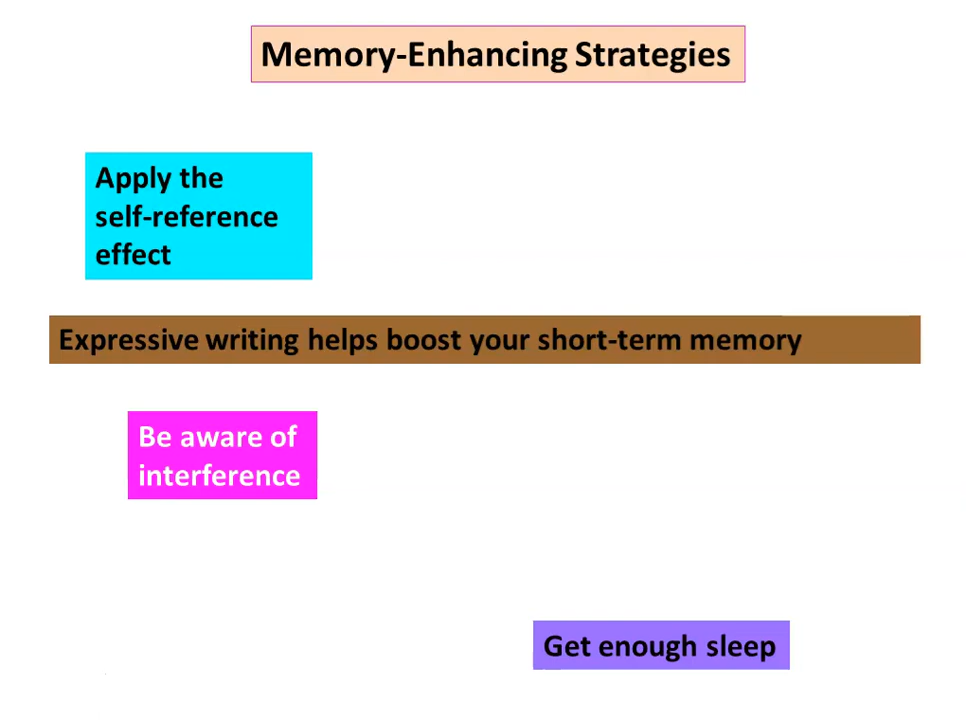 Memory-Enhancing Strategies
Apply the
self-reference
effect
Expressive writing helps boost your short-term memory
Be aware of
interference
Get enough sleep